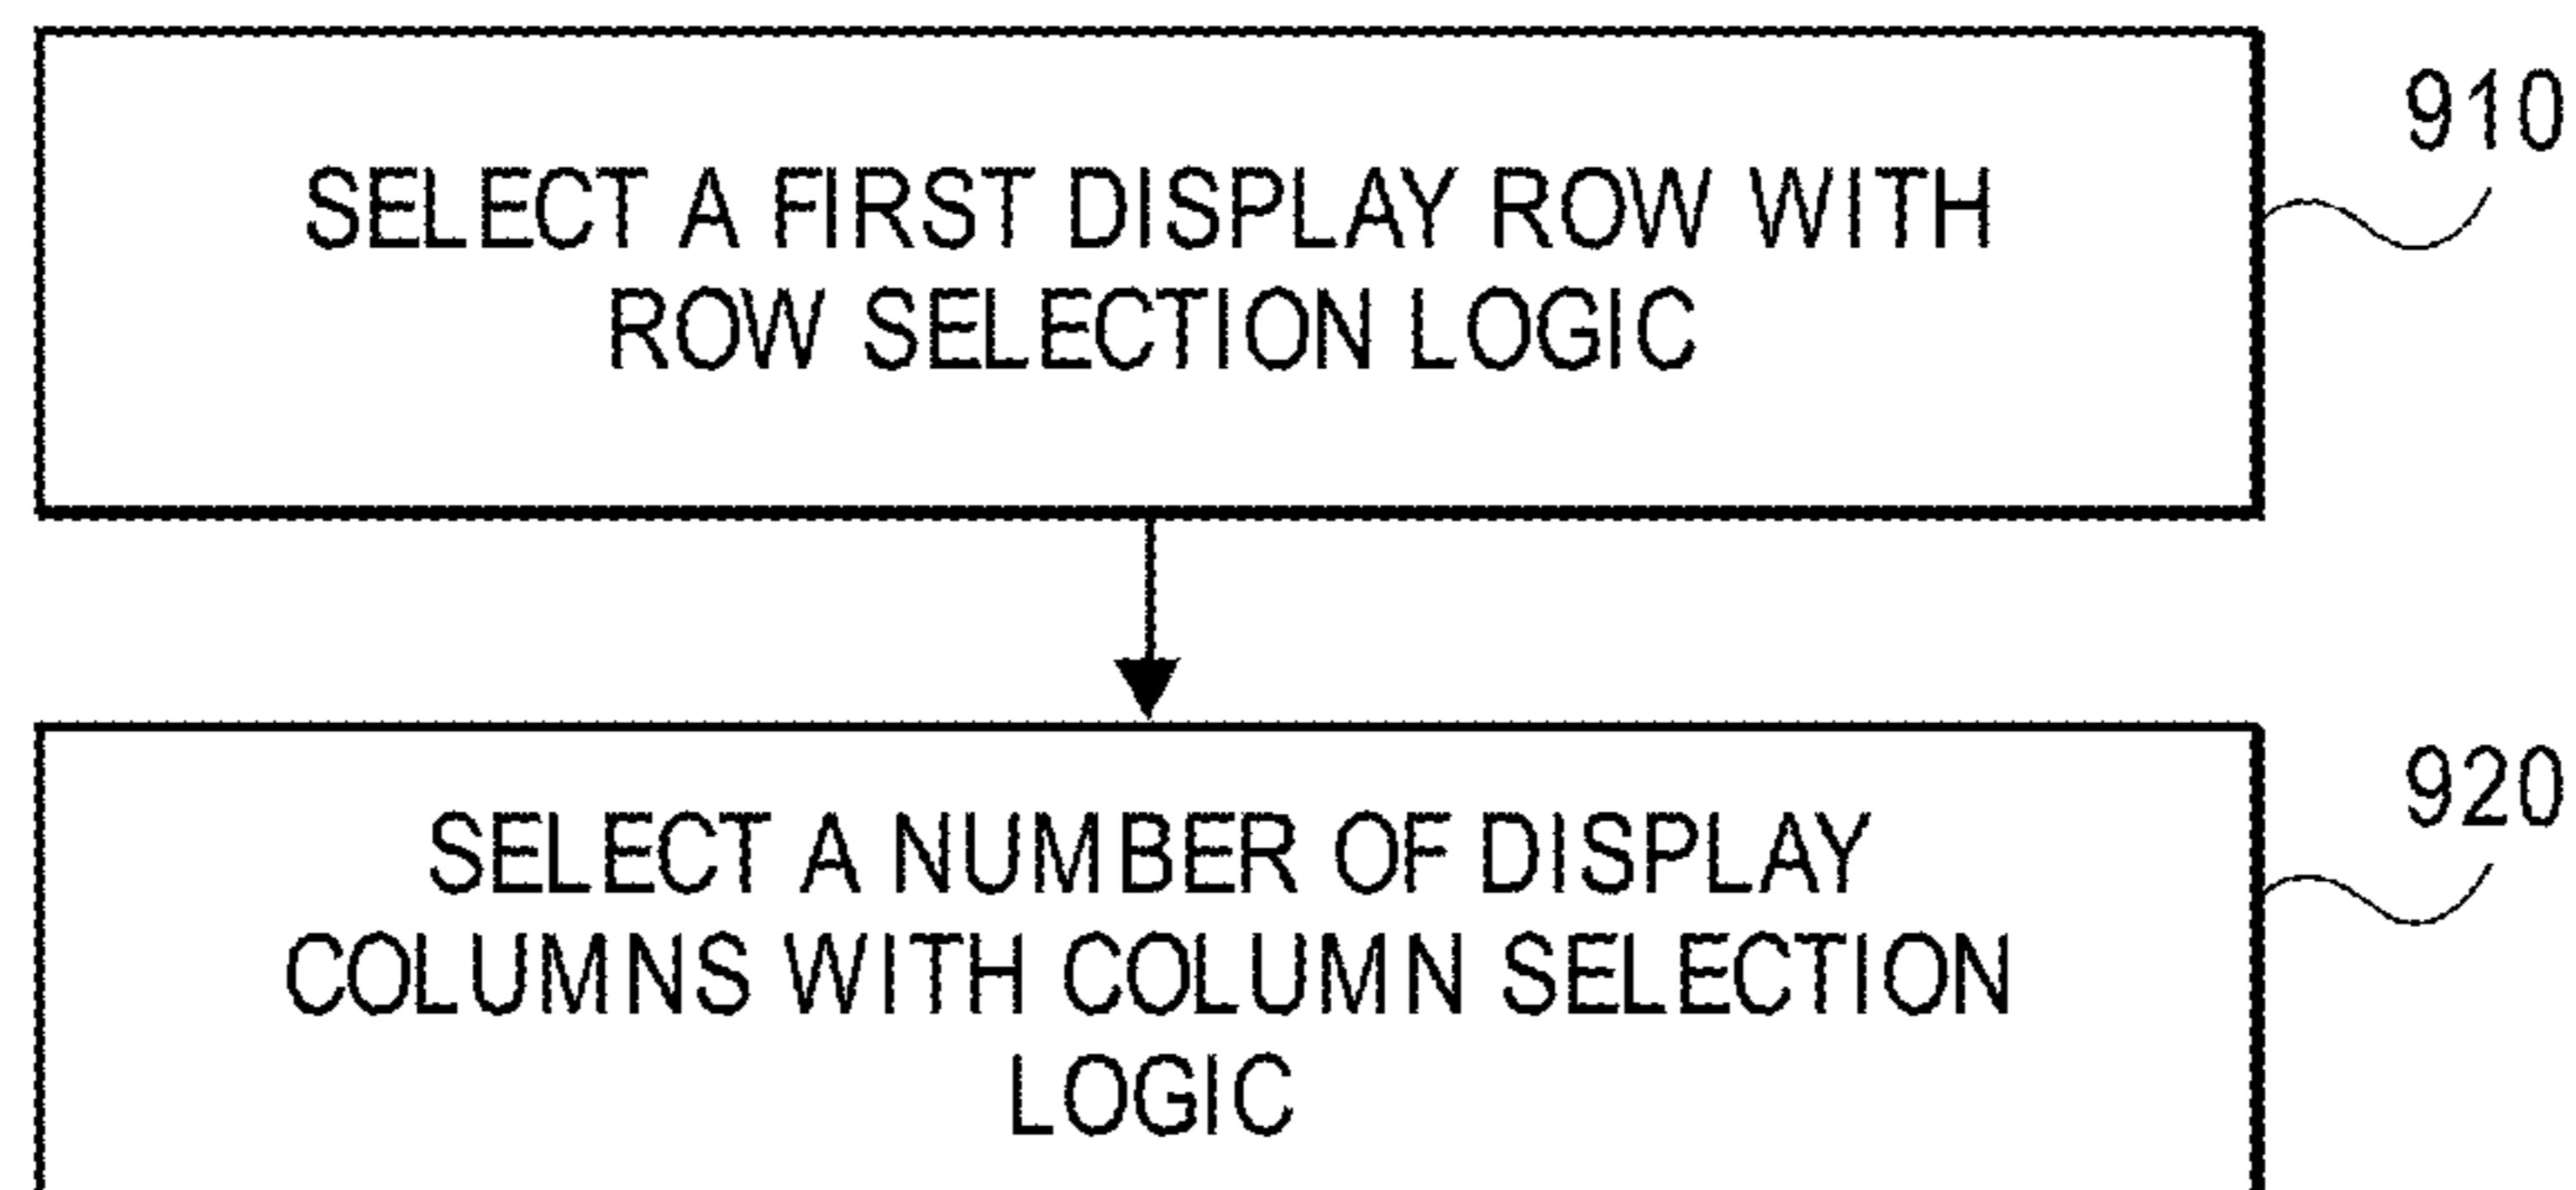 910
SELECT A FIRST DISPLAY ROW WITH
ROW SELECTION LOGIC
920
SELECT A NUMBER OF DISPLAY
COLUMNS WITH COLUMN SELECTION
LOGIC